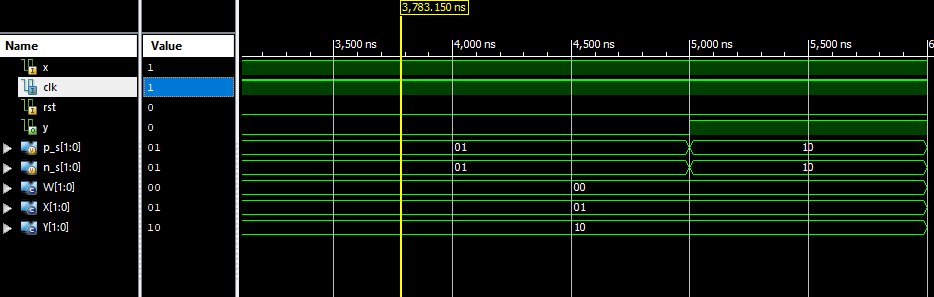 3,783.150 ns
Name Value
3,500 ns 4,000 ns 4,500 ns 5,000 ns 5,500 ns 6
x 1
clk 1
rst 0
y 0
p_s[1:0] 01 01 10
n_s[1:0] 01 01 10
W[1:0] 00 00
X[1:0] 01 01
Y[1:0] 10 10